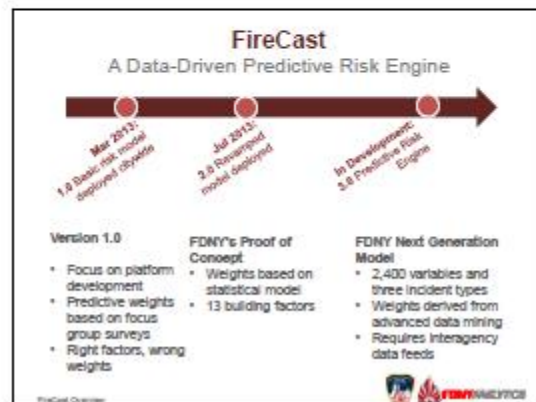 FireCast
A Data-Driven Predictive Risk Engine
Mar 2013:
1.0 Basic risk model
deployed citywide
Jul 2013:
2.0 Revamped
model deployed
In Development:
3.0 Predictive Risk
Engine
Version 1.0
• Focus on platform
development
• Predictive weights
based on focus
group surveys
• Right factors, wrong
weights
FDNY's Proof of
Concept
• Weights based on
statistical model
• 13 building factors
FDNY Next Generation
Model
• 2,400 variables and
three incident types
• Weights derived from
advanced data mining
• Requires interagency
data feeds
FireCast Overview
FDNYANALYTICS